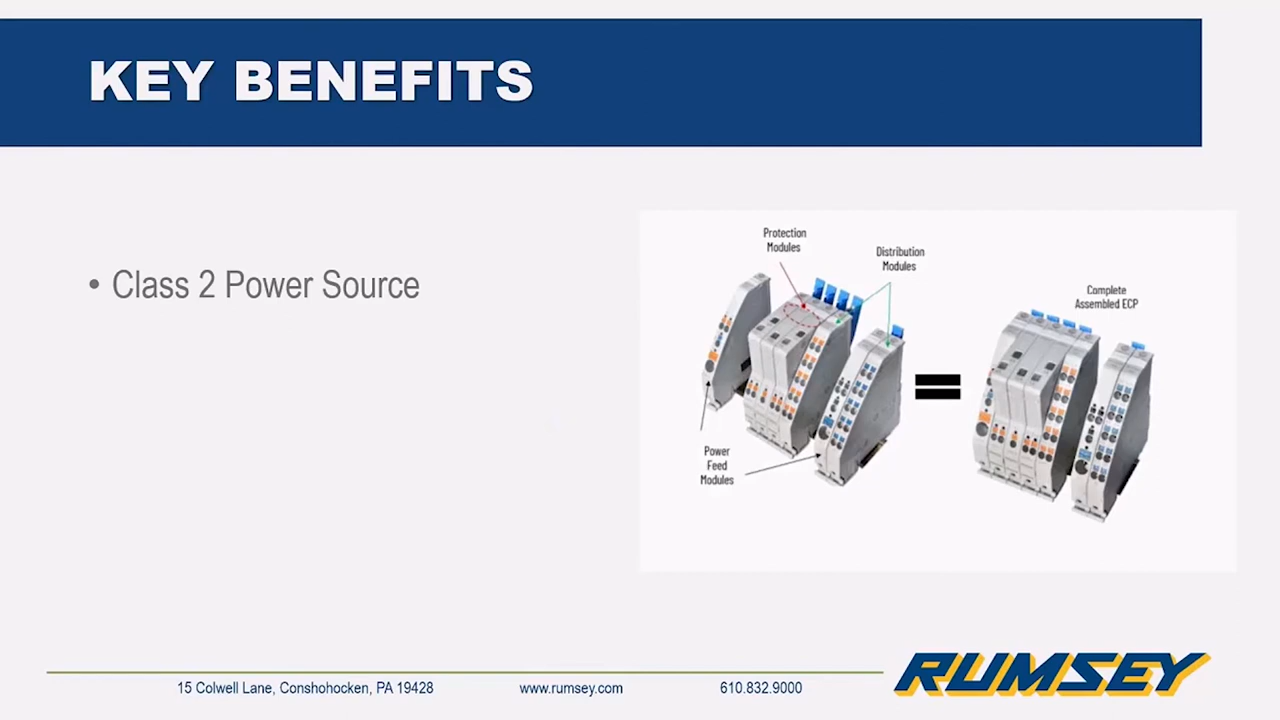 KEY BENEFITS
• Class 2 Power Source
Protection
Modules
Distribution
Modules
Complete
Assembled ECP
Power
Feed
Modules
15 Colwell Lane, Conshohocken, PA 19428
www.rumsey.com
610.832.9000
RUMSEY